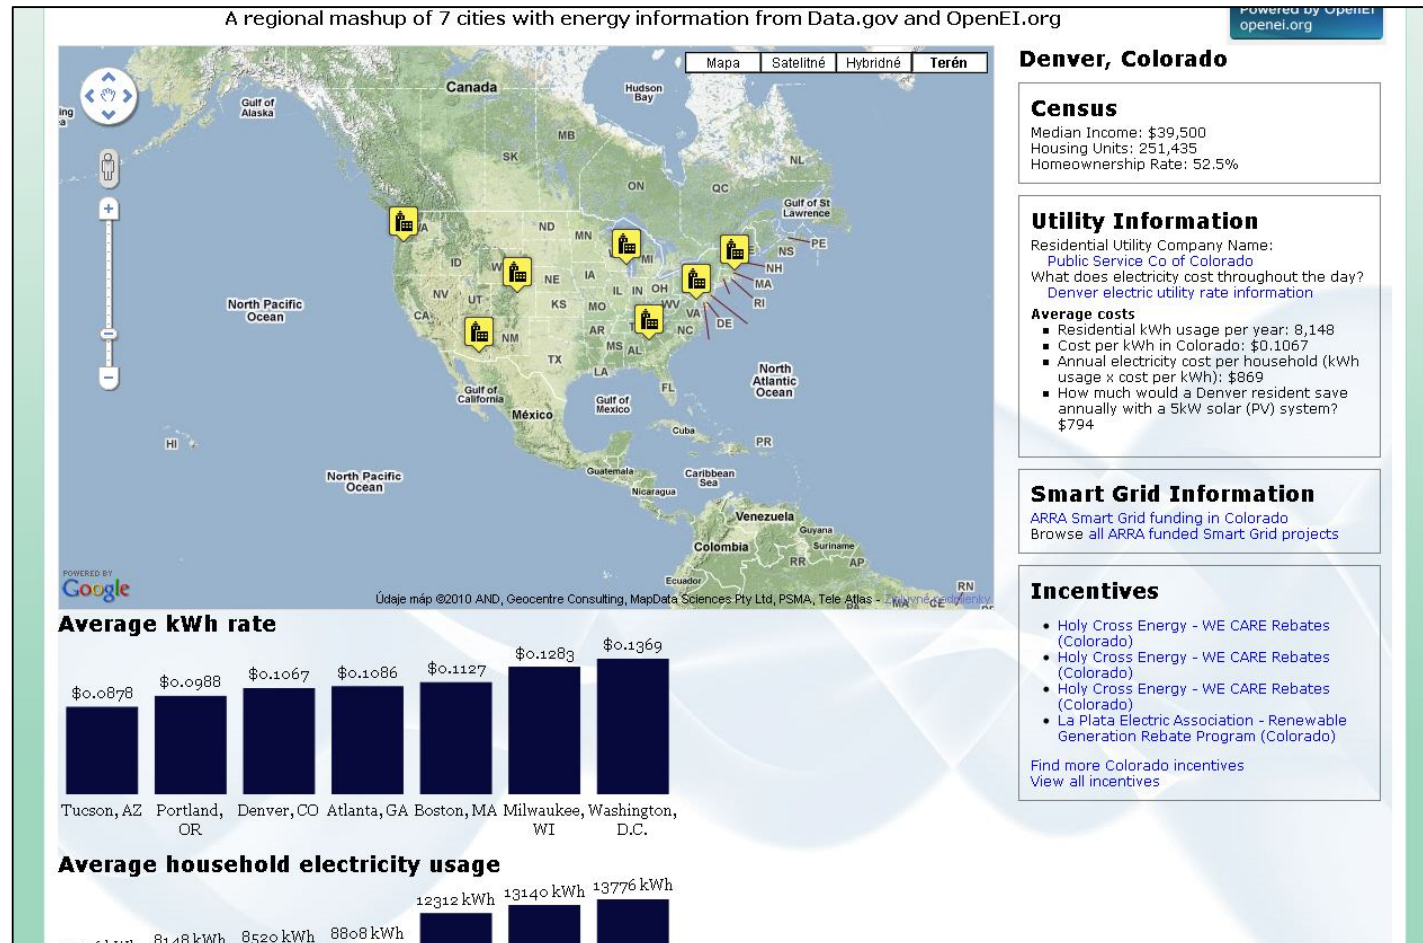 A regional mashup of 7 cities with energy information from Data.gov and OpenEI.org
Powered by OpenEI
openei.org
Mapa Satelitné Hybridné Terén
Canada
Hudson
Bay
Gulf of
Alaska
MB
SK
NL
ON
QC
Gulf of St
Lawrence
PE
NS
ND
MN
MI
NH
MA
RI
ID
NE
IA
IL IN OH
NV
UT
KS
MO
WV
VA
DE
CA
NM
AR
NC
MS
AL
TX
LA
FL
North Pacific
Ocean
North
Atlantic
Ocean
Gulf of
California
Gulf of
Mexico
México
Cuba
PR
HI
North Pacific
Ocean
Guatemala
Caribbean
Sea
Nicaragua
Venezuela
Guyana
Colombia
Suriname
RR
AP
Ecuador
RN
MA
CE
POWERED BY
Google
Údaje máp ©2010 AND, Geocentre Consulting, MapData Sciences Pty Ltd, PSMA, Tele Atlas -
Denver, Colorado
Census
Median Income: $39,500
Housing Units: 251,435
Homeownership Rate: 52.5%
Utility Information
Residential Utility Company Name:
Public Service Co of Colorado
What does electricity cost throughout the day?
Denver electric utility rate information
Average costs
Residential kWh usage per year: 8,148
Cost per kWh in Colorado: $0.1067
Annual electricity cost per household (kWh
usage x cost per kWh): $869
How much would a Denver resident save
annually with a 5kW solar (PV) system?
$794
Smart Grid Information
ARRA Smart Grid funding in Colorado
Browse all ARRA funded Smart Grid projects
Incentives
Holy Cross Energy - WE CARE Rebates
(Colorado)
Holy Cross Energy - WE CARE Rebates
(Colorado)
Holy Cross Energy - WE CARE Rebates
(Colorado)
La Plata Electric Association - Renewable
Generation Rebate Program (Colorado)
Find more Colorado incentives
View all incentives
Average kWh rate
$0.0878 $0.0988 $0.1067 $0.1086 $0.1127 $0.1283 $0.1369
Tucson, AZ Portland, OR Denver, CO Atlanta, GA Boston, MA Milwaukee, WI Washington, D.C.
Average household electricity usage
8148 kWh 8520 kWh 8808 kWh 12312 kWh 13140 kWh 13776 kWh